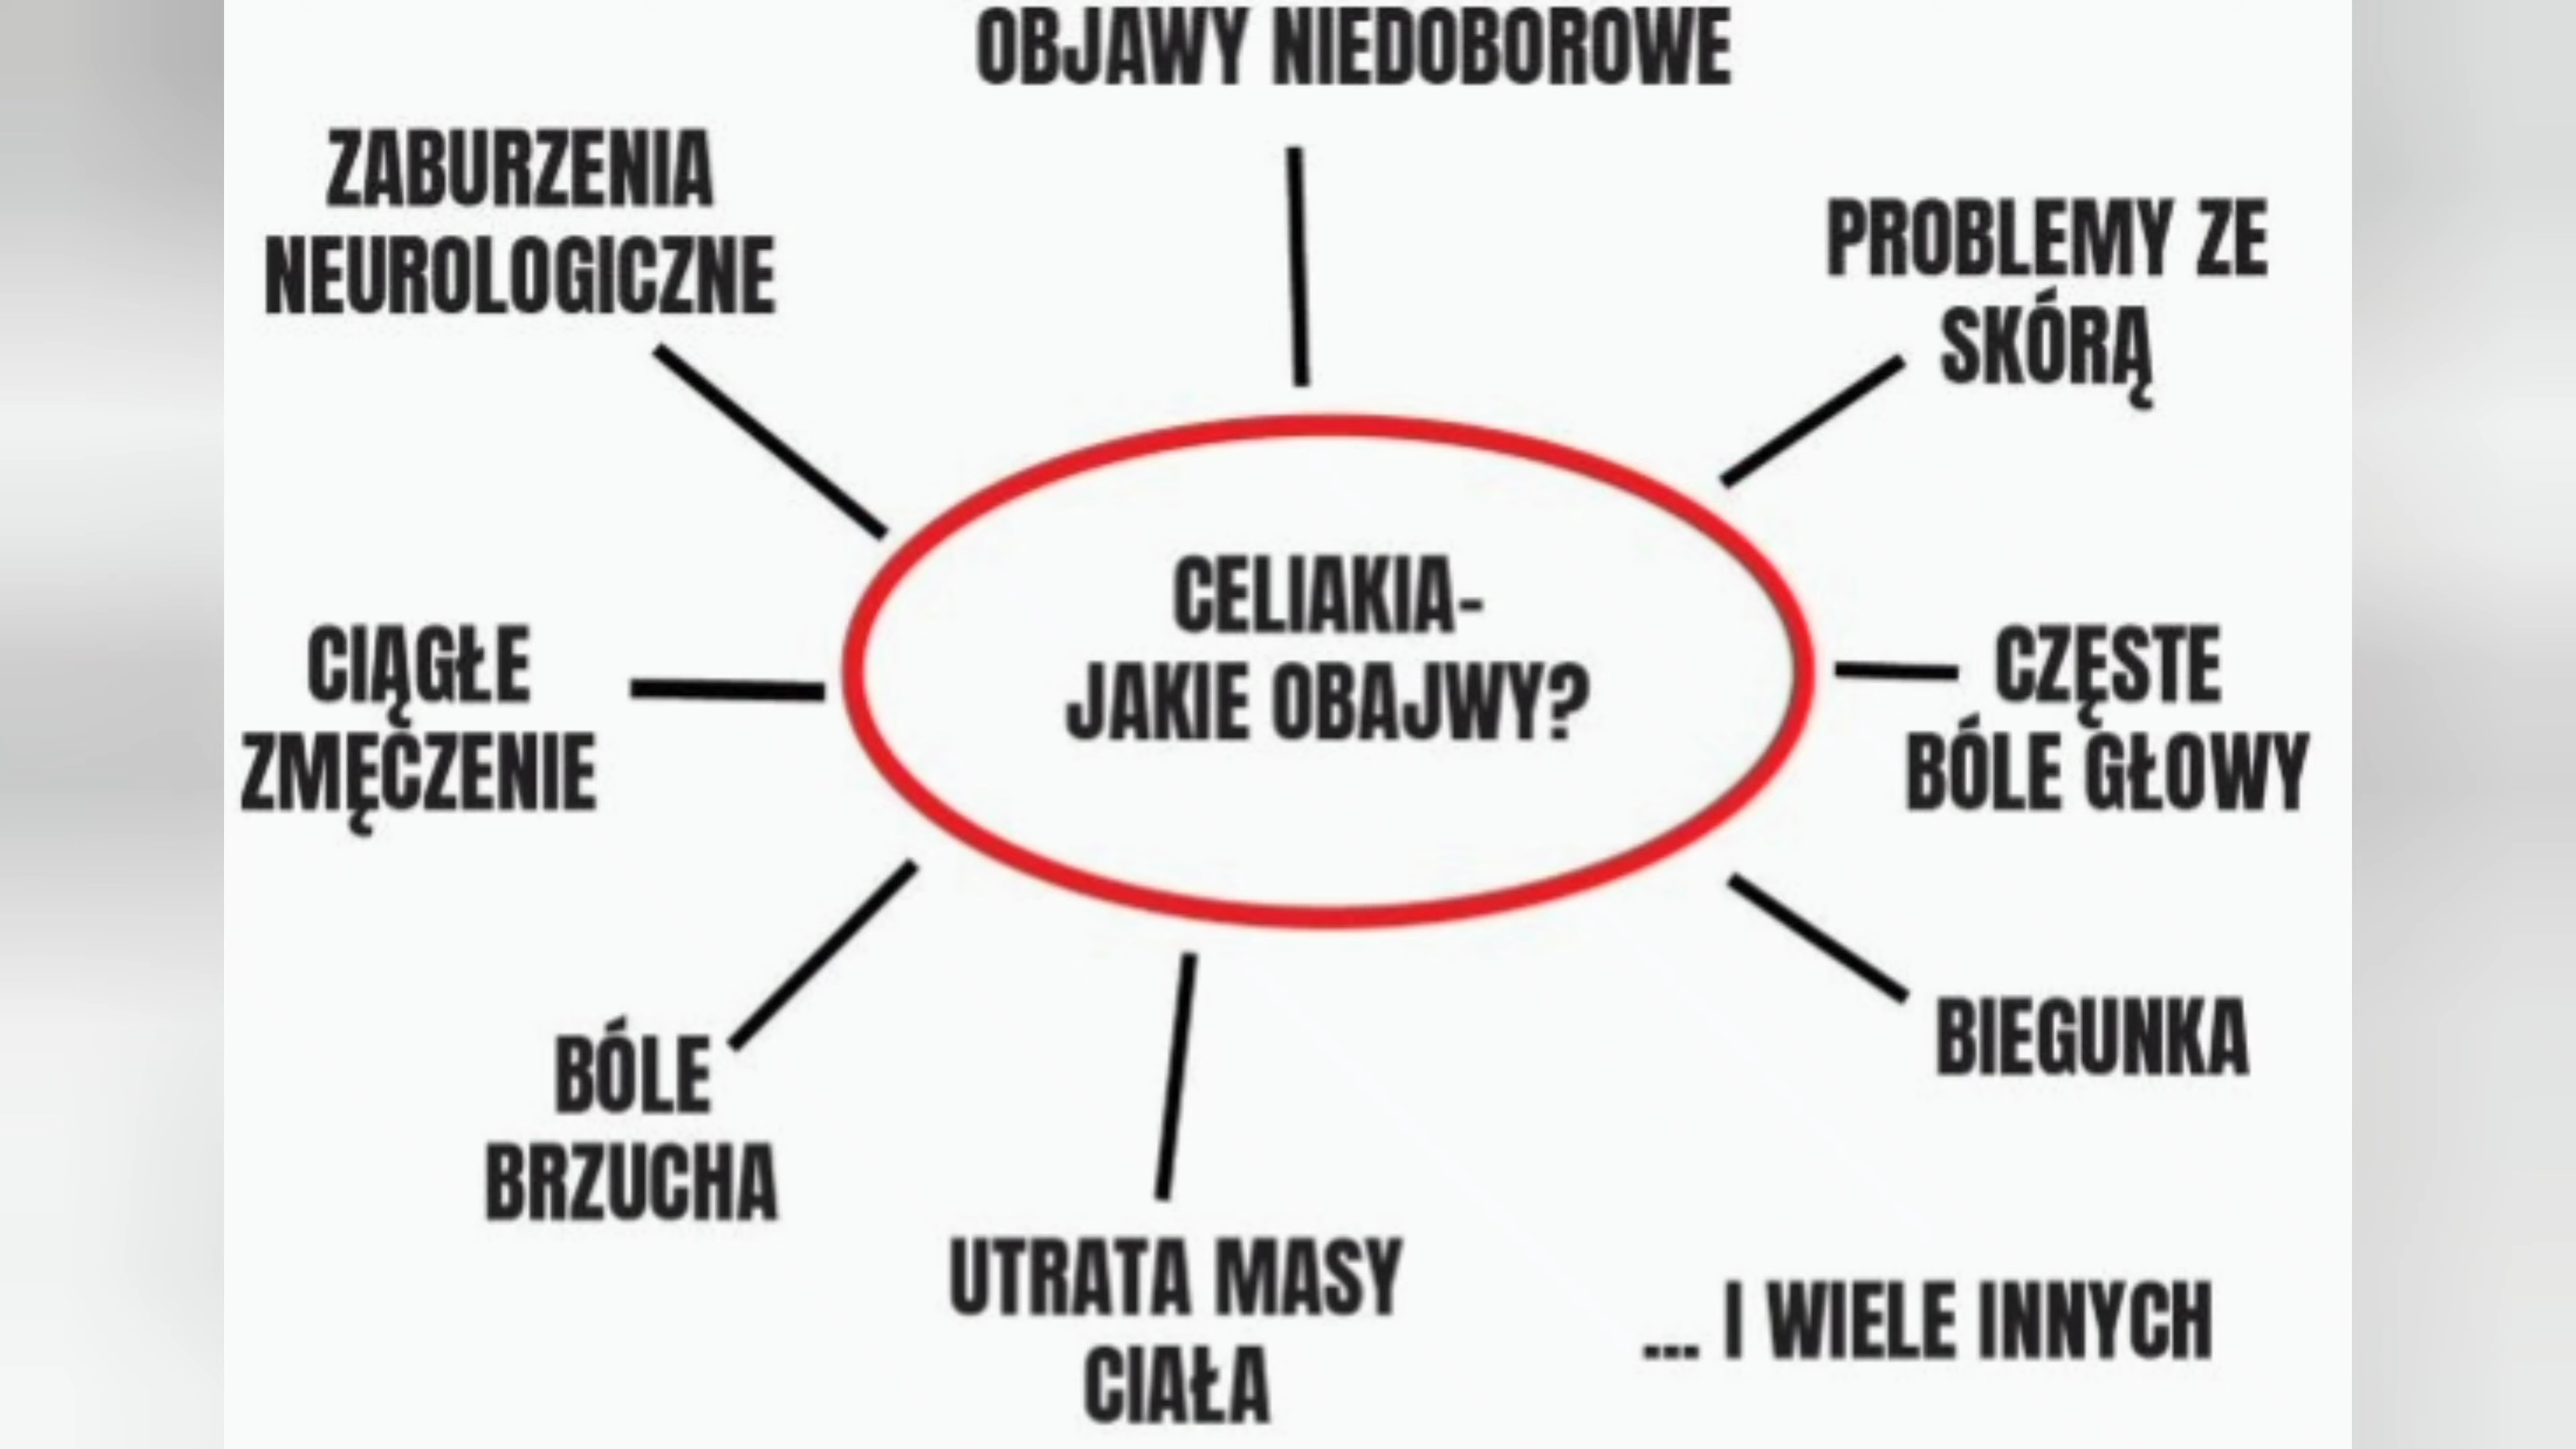 OBJAWY NIEDOBOROWE
ZABURZENIA
NEUROLOGICZNE
PROBLEMY ZE
SKÓRĄ
CELIAKIA-
JAKIE OBAJWY?
CIĄGŁE
ZMĘCZENIE
CZĘSTE
BÓLE GŁOWY
BÓLE
BRZUCHA
BIEGUNKA
UTRATA MASY
CIAŁA
... I WIELE INNYCH